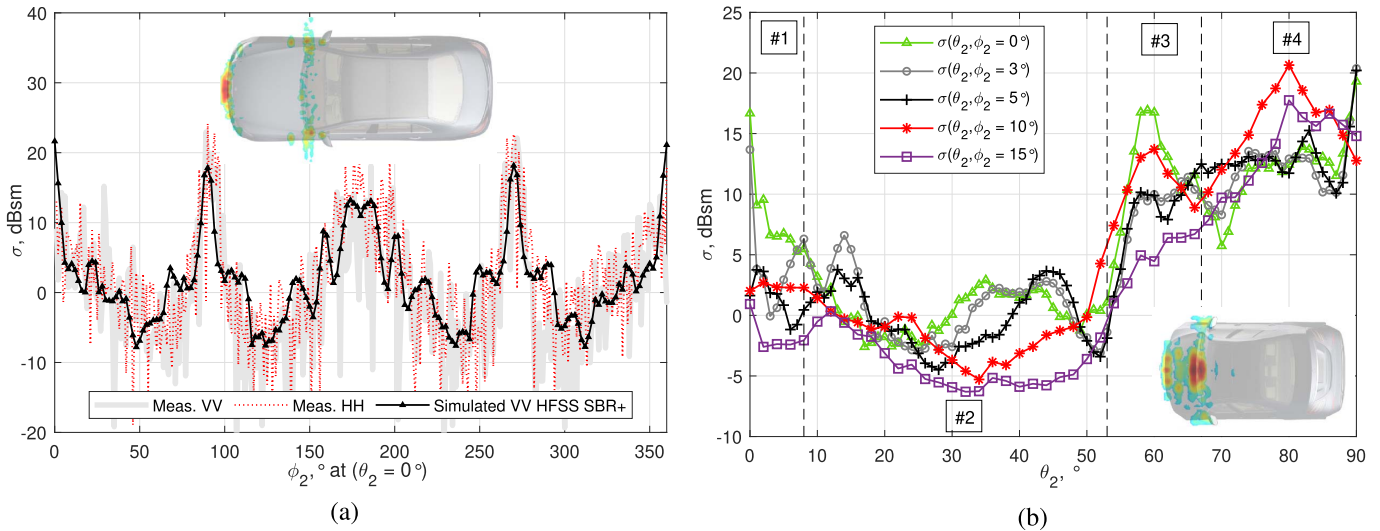 40
30
20
10
0
-10
-20
σ, dBsm
Meas. VV
Meas. HH
Simulated VV HFSS SBR+
0 50 100 150 200 250 300 350
ϕ₂, ° at (θ₂ = 0°)
(a)
25
20
15
10
5
0
-5
-10
σ, dBsm
#1
#2
#3
#4
σ(θ₂, ϕ₂ = 0°)
σ(θ₂, ϕ₂ = 3°)
σ(θ₂, ϕ₂ = 5°)
σ(θ₂, ϕ₂ = 10°)
σ(θ₂, ϕ₂ = 15°)
0 10 20 30 40 50 60 70 80 90
θ₂, °
(b)